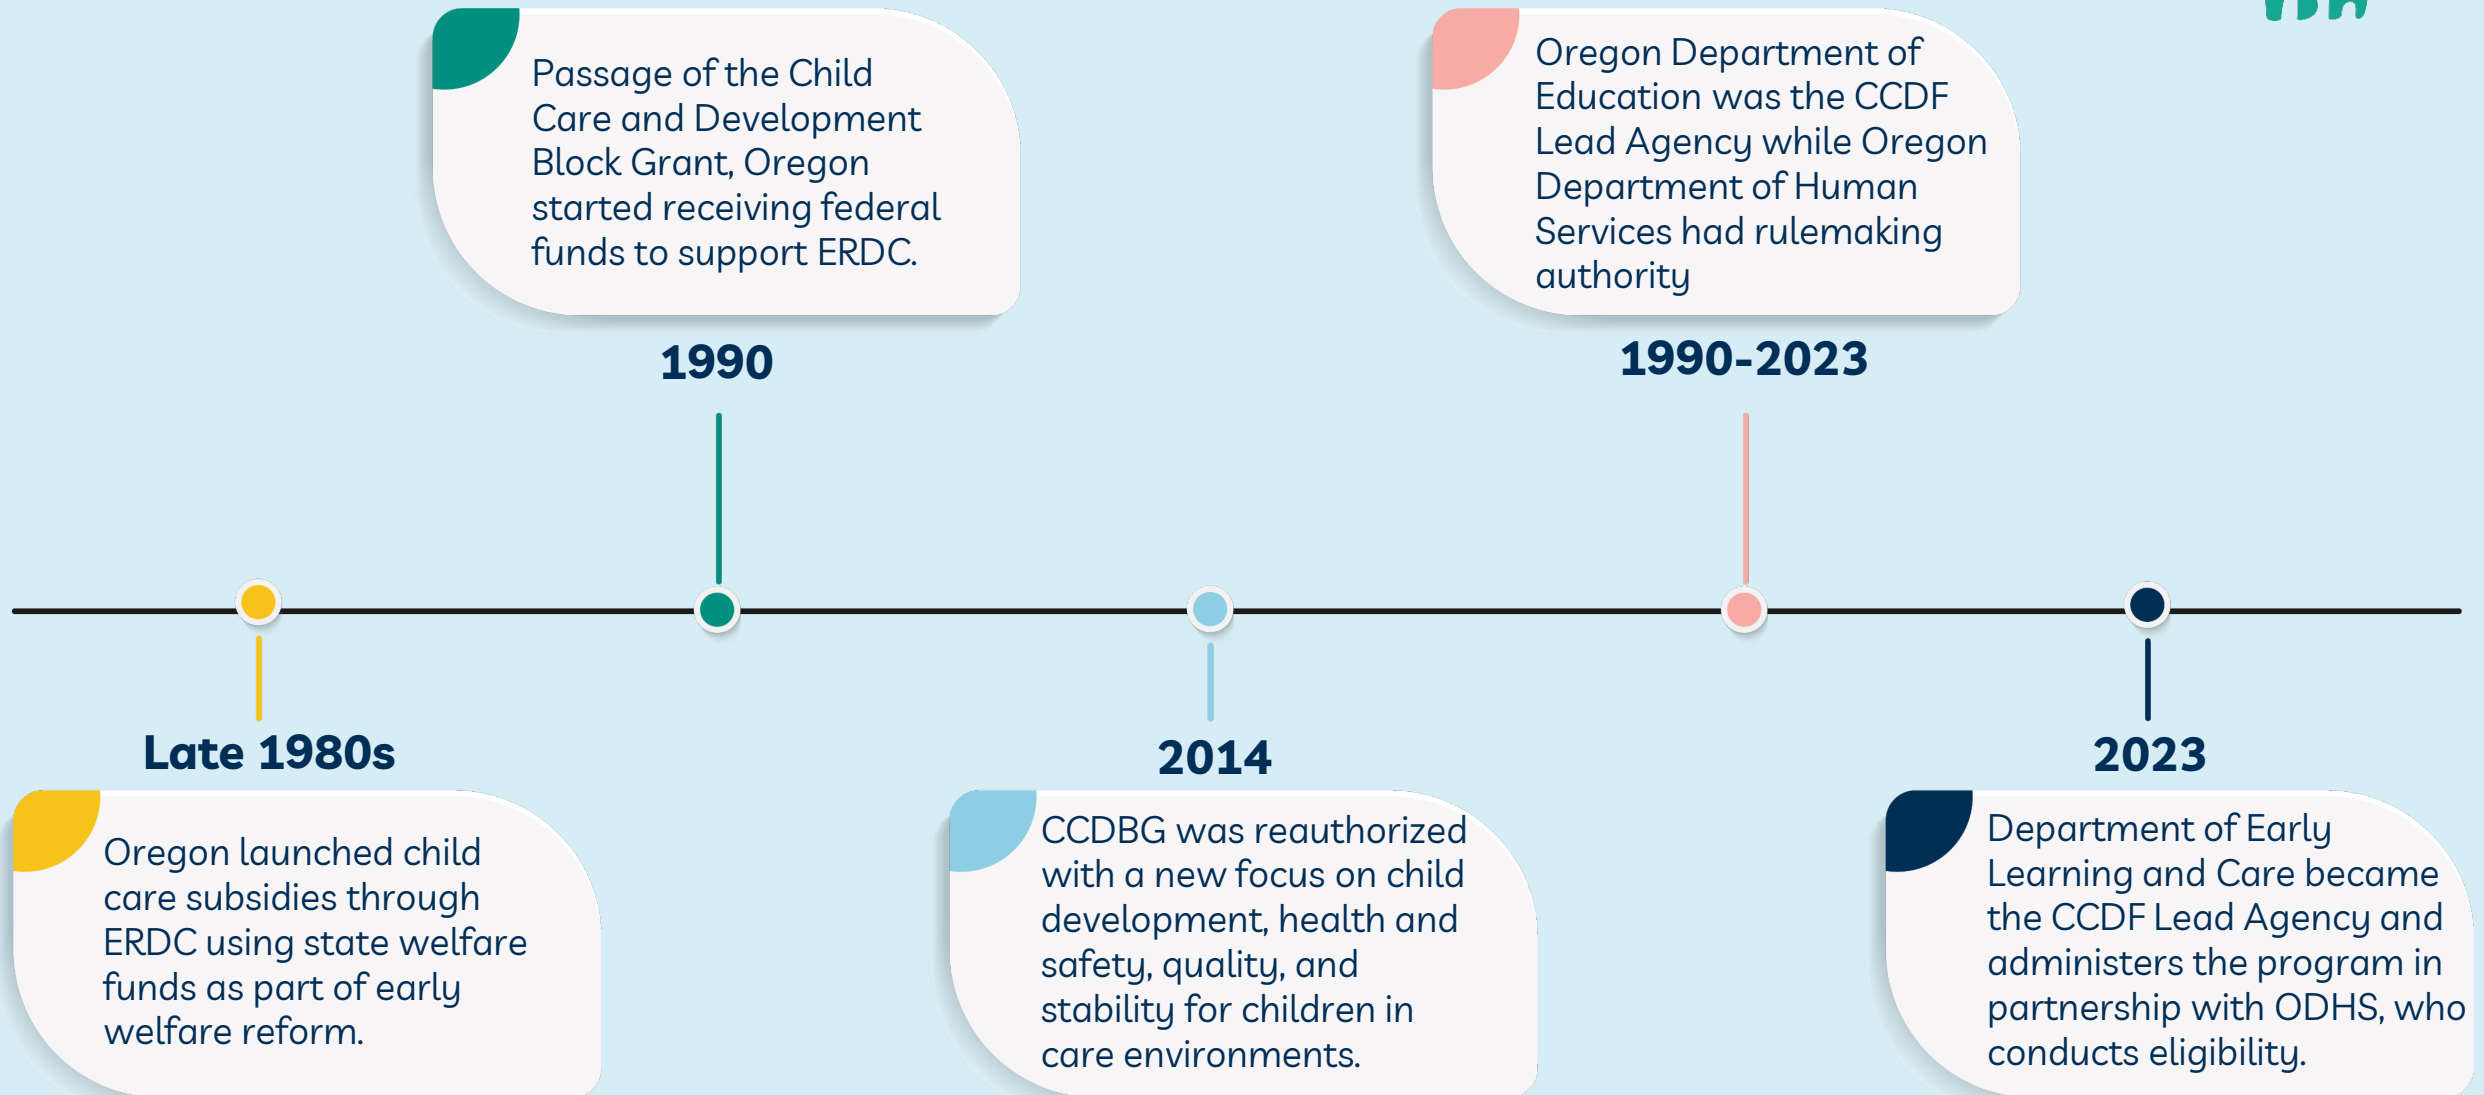 Passage of the Child
Care and Development
Block Grant, Oregon
started receiving federal
funds to support ERDC.
1990
Oregon Department of
Education was the CCDF
Lead Agency while Oregon
Department of Human
Services had rulemaking
authority
1990-2023
Late 1980s
Oregon launched child
care subsidies through
ERDC using state welfare
funds as part of early
welfare reform.
2014
CCDBG was reauthorized
with a new focus on child
development, health and
safety, quality, and
stability for children in
care environments.
2023
Department of Early
Learning and Care became
the CCDF Lead Agency and
administers the program in
partnership with ODHS, who
conducts eligibility.